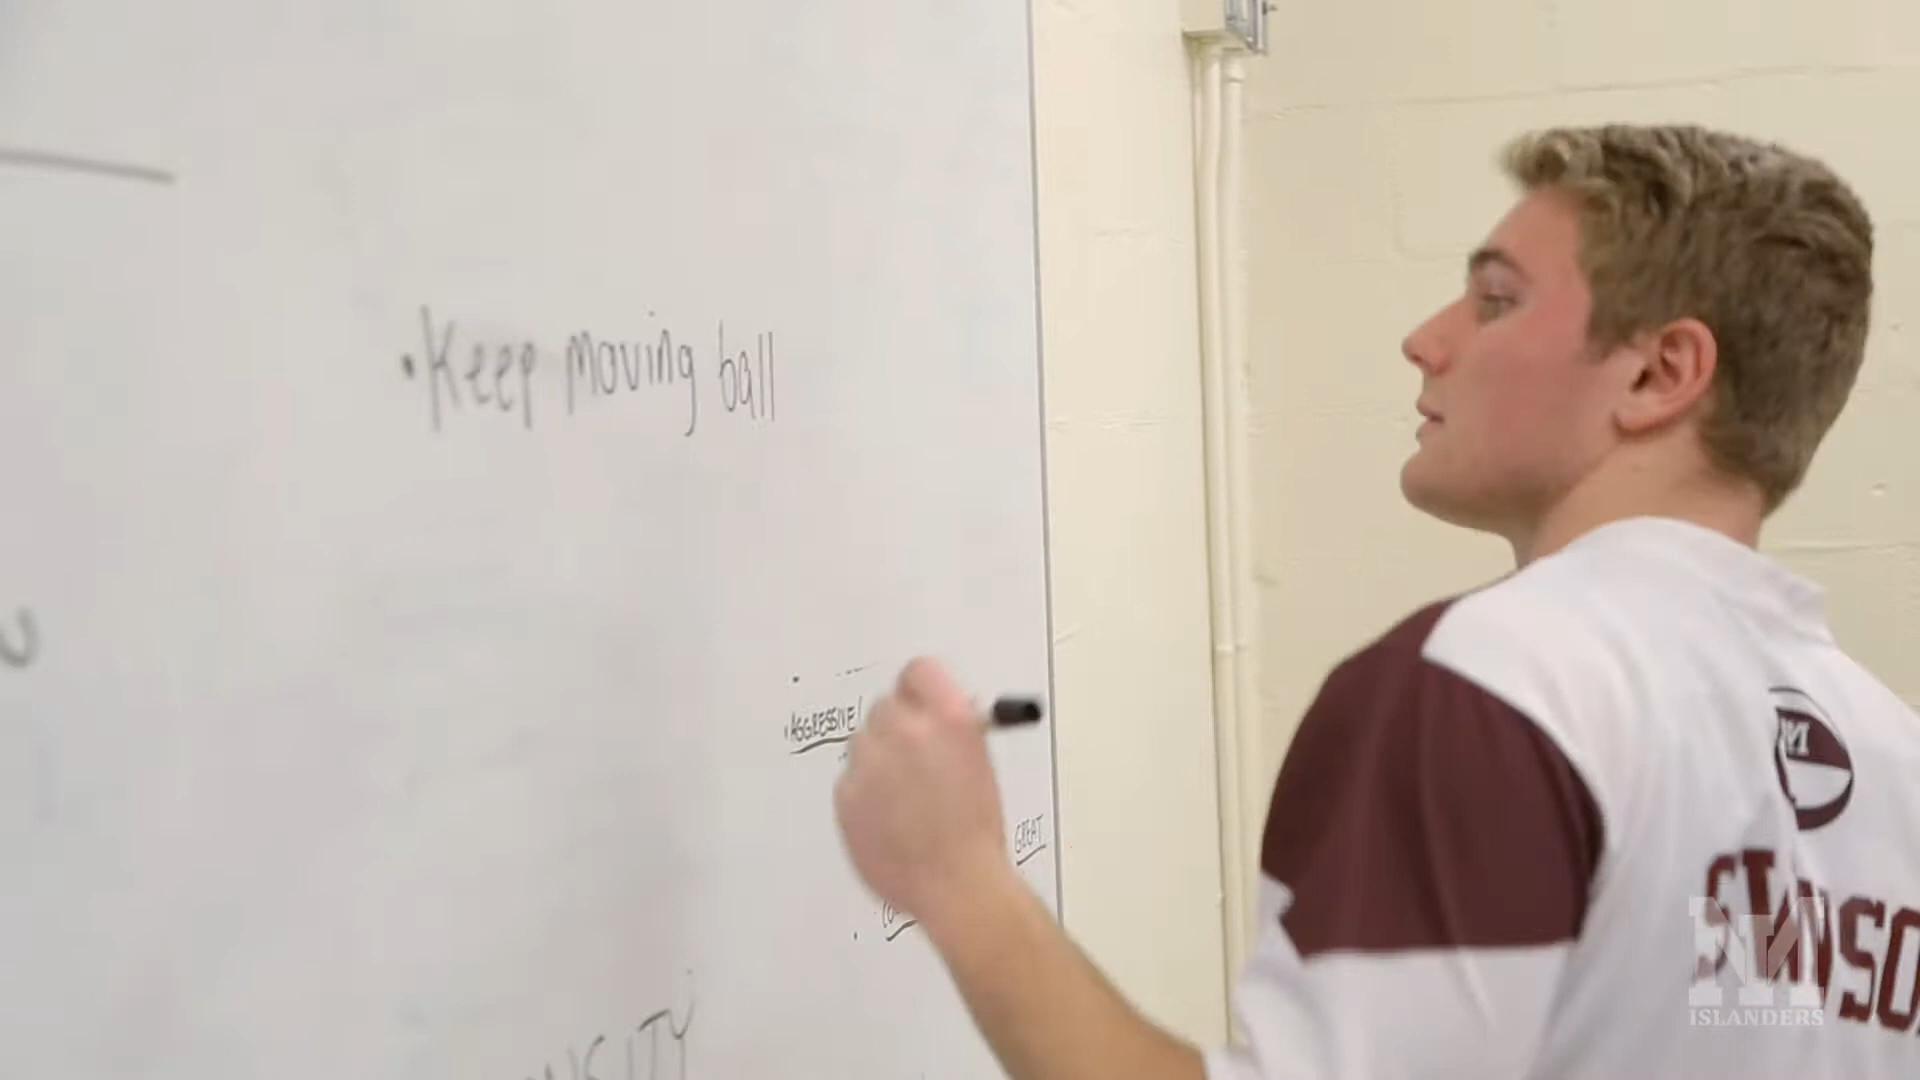 • Keep moving ball
• AGGRESSIVE!
GREAT
M
ISLANDERS